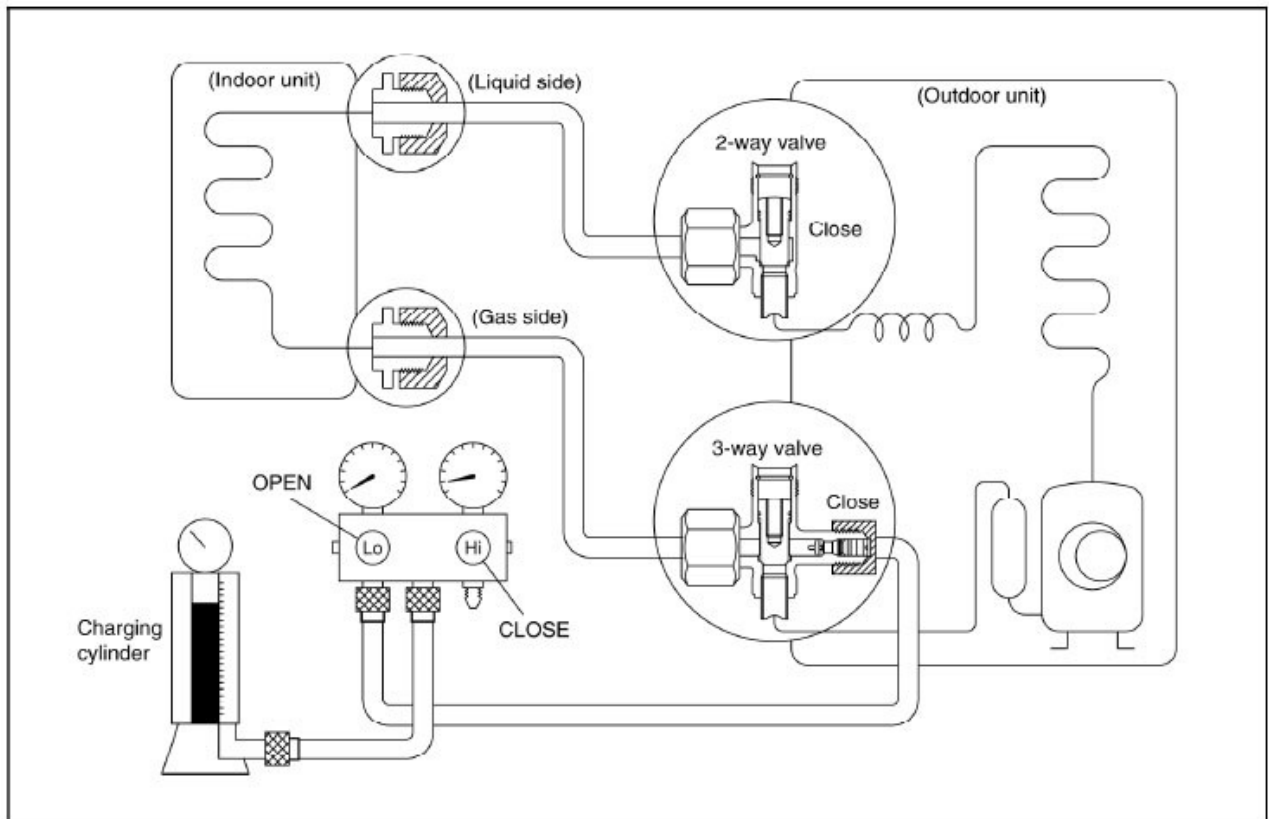 (Indoor unit)
(Liquid side)
(Outdoor unit)
2-way valve
Close
(Gas side)
3-way valve
Close
OPEN
Lo
Hi
CLOSE
Charging
cylinder